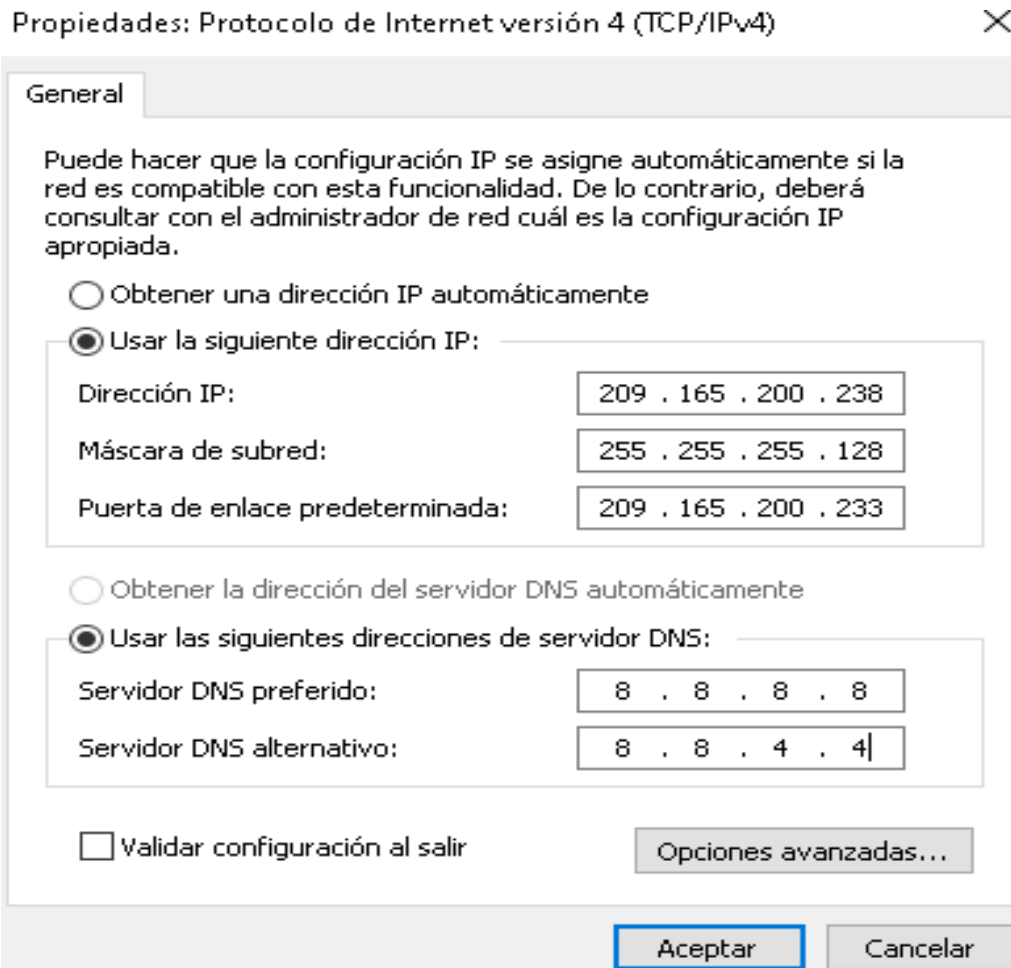 Propiedades: Protocolo de Internet versión 4 (TCP/IPv4)
General
Puede hacer que la configuración IP se asigne automáticamente si la
red es compatible con esta funcionalidad. De lo contrario, deberá
consultar con el administrador de red cuál es la configuración IP
apropiada.
Obtener una dirección IP automáticamente
Usar la siguiente dirección IP:
Dirección IP: 209 . 165 . 200 . 238
Máscara de subred: 255 . 255 . 255 . 128
Puerta de enlace predeterminada: 209 . 165 . 200 . 233
Obtener la dirección del servidor DNS automáticamente
Usar las siguientes direcciones de servidor DNS:
Servidor DNS preferido: 8 . 8 . 8 . 8
Servidor DNS alternativo: 8 . 8 . 4 . 4
Validar configuración al salir Opciones avanzadas...
Aceptar Cancelar